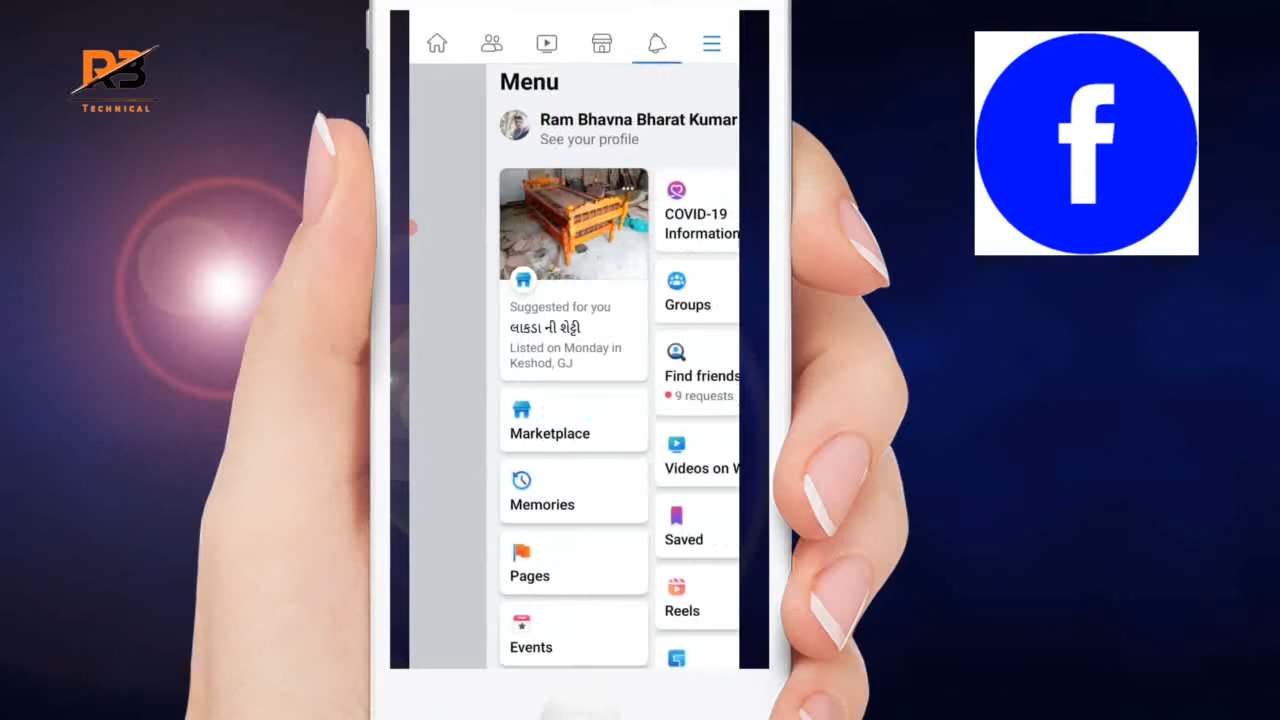 RB
TECHNICAL
Menu
Ram Bhavna Bharat Kumar
See your profile
Suggested for you
લાકડા ની શેટ્ટી
Listed on Monday in
Keshod, GJ
Marketplace
Memories
Pages
Events
COVID-19
Information
Groups
Find friends
9 requests
Videos on W
Saved
Reels
f